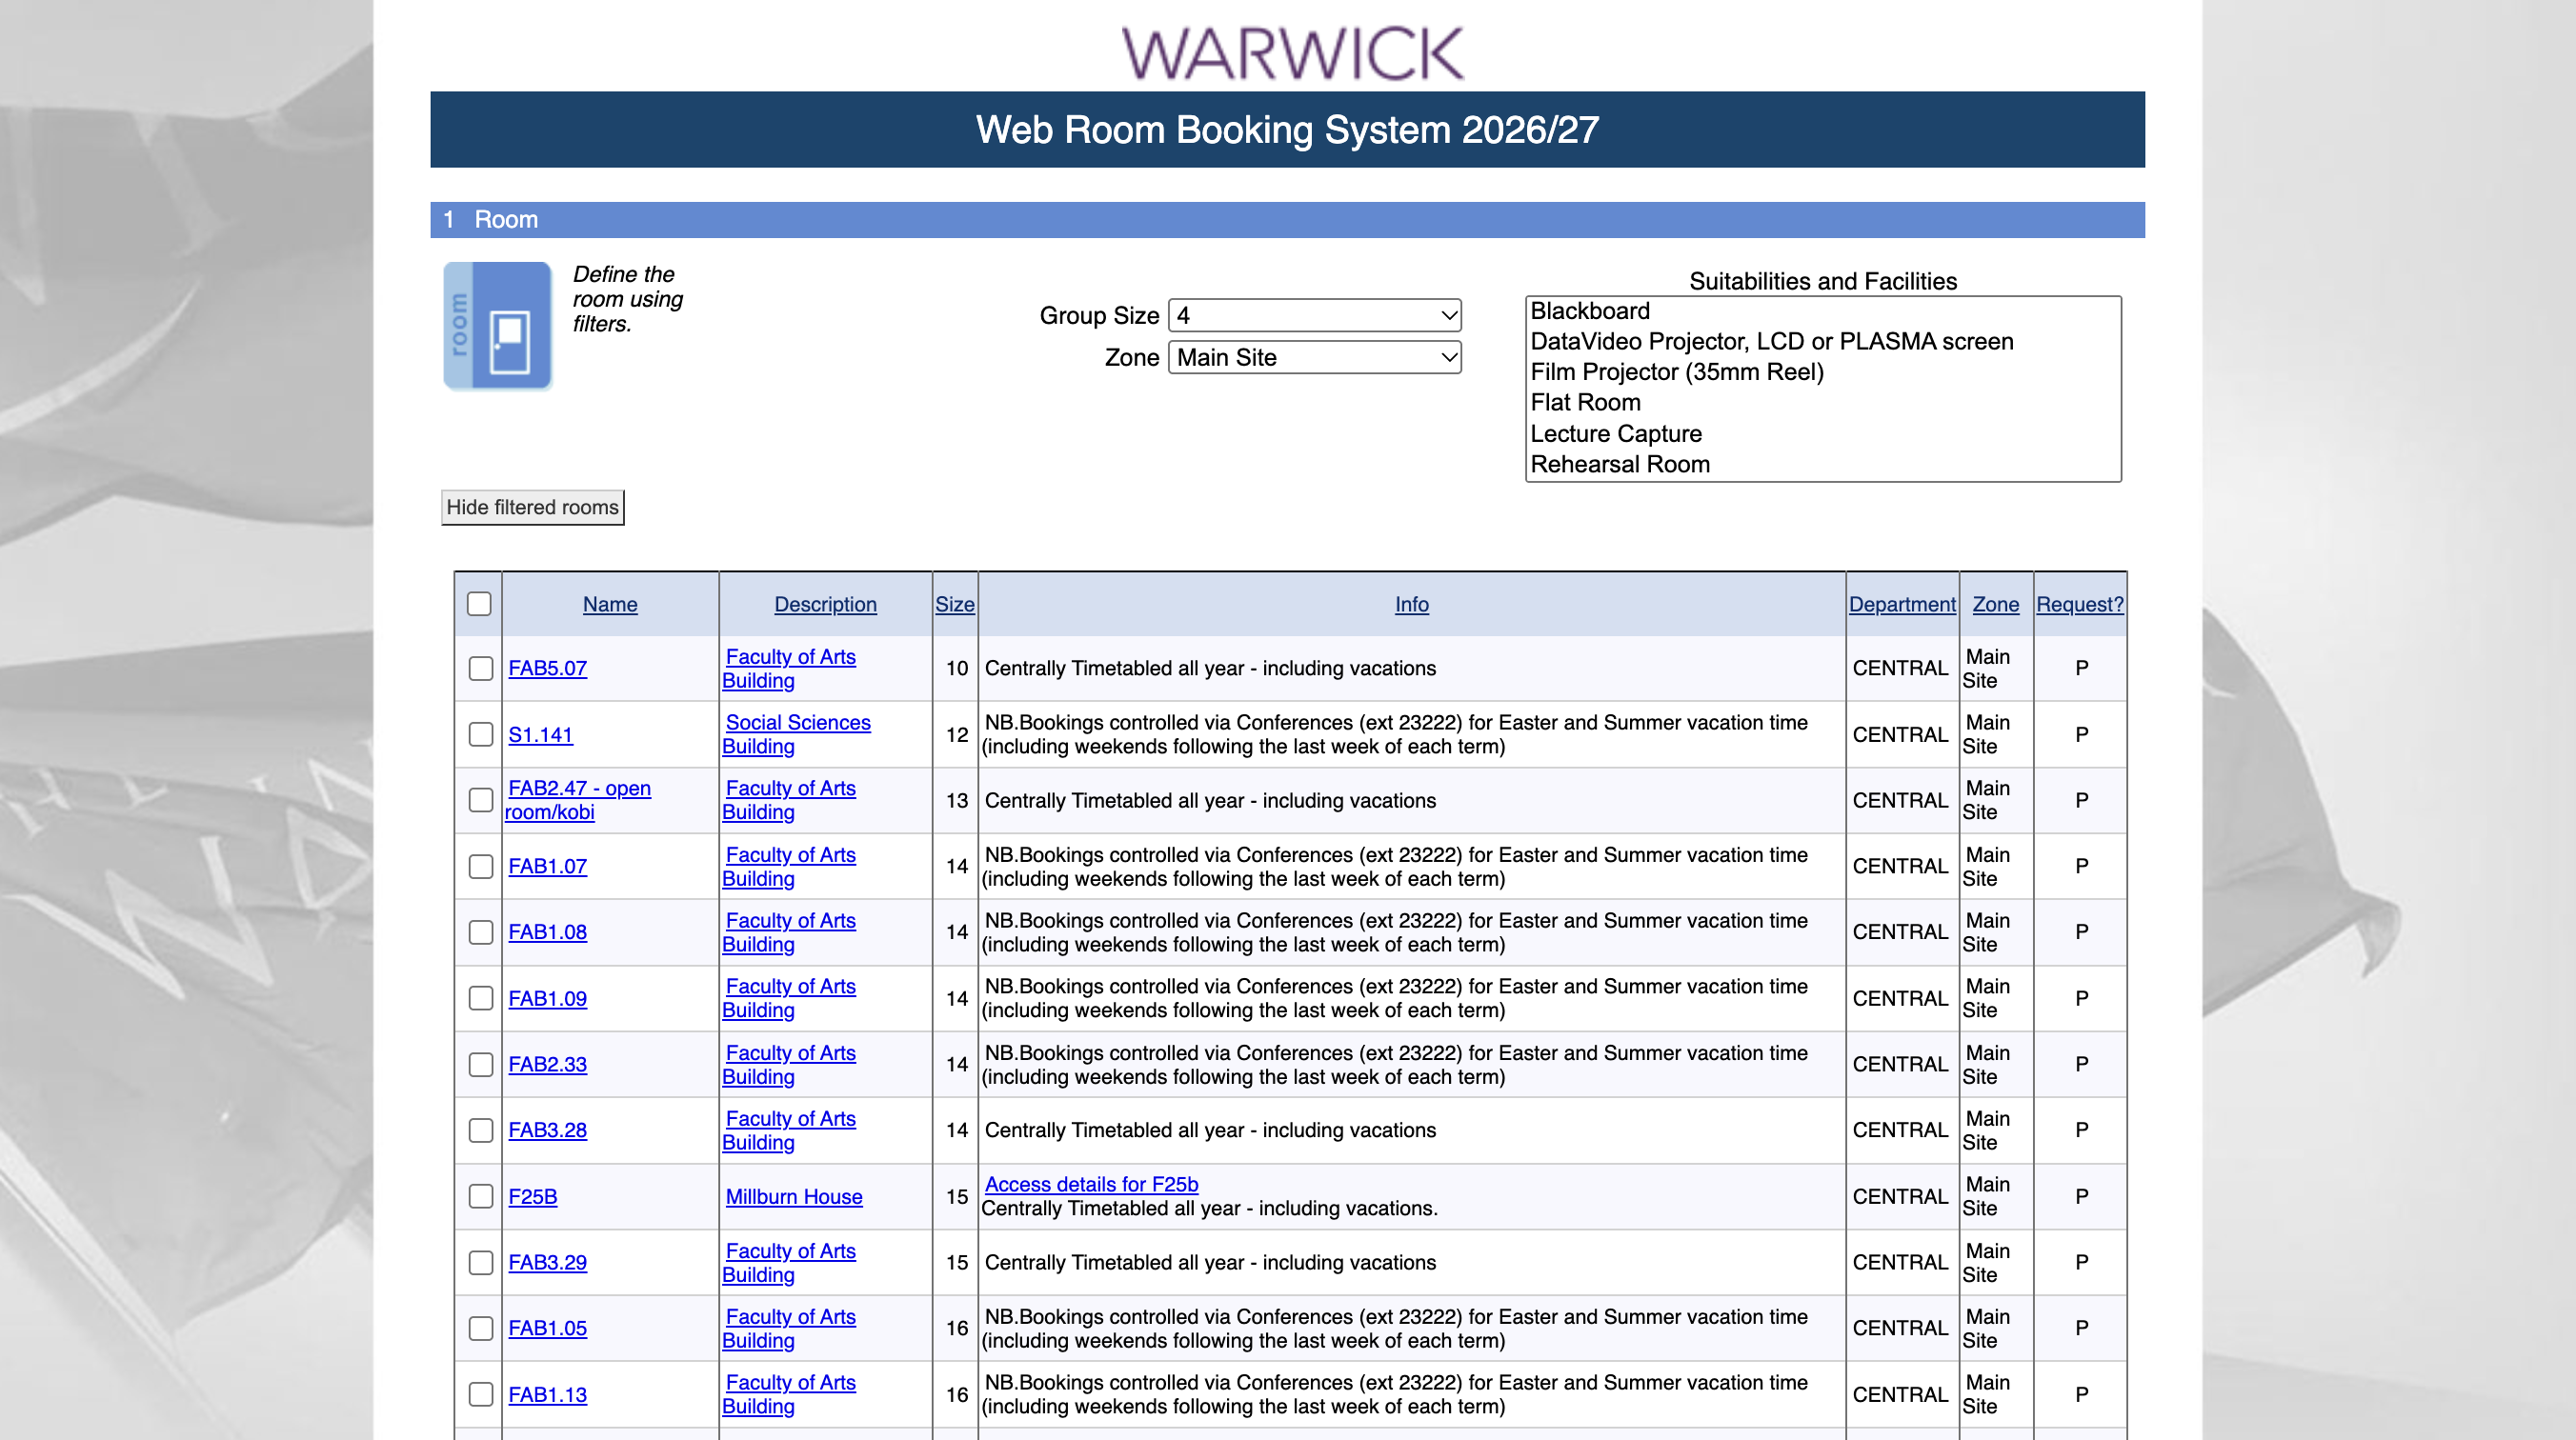 WARWICK
Web Room Booking System 2026/27
1 Room
room
Define the
room using
filters.
Group Size 4
Zone Main Site
Suitabilities and Facilities
Blackboard
DataVideo Projector, LCD or PLASMA screen
Film Projector (35mm Reel)
Flat Room
Lecture Capture
Rehearsal Room
Hide filtered rooms
Name Description Size Info Department Zone Request?
FAB5.07 Faculty of Arts Building 10 Centrally Timetabled all year - including vacations CENTRAL Main Site P
S1.141 Social Sciences Building 12 NB.Bookings controlled via Conferences (ext 23222) for Easter and Summer vacation time (including weekends following the last week of each term) CENTRAL Main Site P
FAB2.47 - open room/kobi Faculty of Arts Building 13 Centrally Timetabled all year - including vacations CENTRAL Main Site P
FAB1.07 Faculty of Arts Building 14 NB.Bookings controlled via Conferences (ext 23222) for Easter and Summer vacation time (including weekends following the last week of each term) CENTRAL Main Site P
FAB1.08 Faculty of Arts Building 14 NB.Bookings controlled via Conferences (ext 23222) for Easter and Summer vacation time (including weekends following the last week of each term) CENTRAL Main Site P
FAB1.09 Faculty of Arts Building 14 NB.Bookings controlled via Conferences (ext 23222) for Easter and Summer vacation time (including weekends following the last week of each term) CENTRAL Main Site P
FAB2.33 Faculty of Arts Building 14 NB.Bookings controlled via Conferences (ext 23222) for Easter and Summer vacation time (including weekends following the last week of each term) CENTRAL Main Site P
FAB3.28 Faculty of Arts Building 14 Centrally Timetabled all year - including vacations CENTRAL Main Site P
F25B Millburn House 15 Access details for F25b Centrally Timetabled all year - including vacations. CENTRAL Main Site P
FAB3.29 Faculty of Arts Building 15 Centrally Timetabled all year - including vacations CENTRAL Main Site P
FAB1.05 Faculty of Arts Building 16 NB.Bookings controlled via Conferences (ext 23222) for Easter and Summer vacation time (including weekends following the last week of each term) CENTRAL Main Site P
FAB1.13 Faculty of Arts Building 16 NB.Bookings controlled via Conferences (ext 23222) for Easter and Summer vacation time (including weekends following the last week of each term) CENTRAL Main Site P